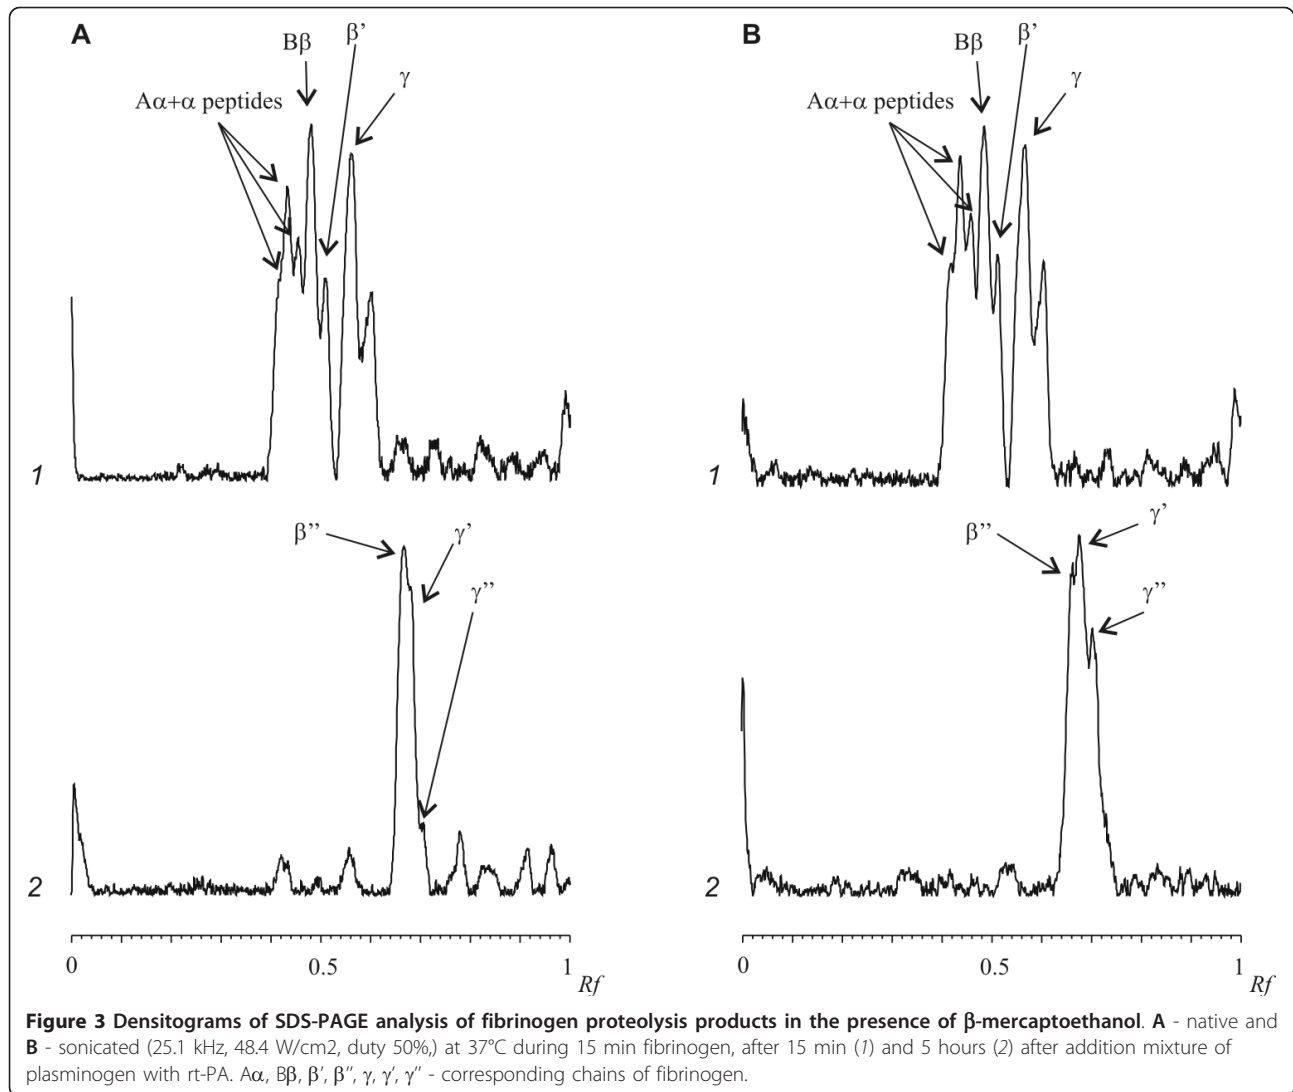 A
Bβ
β’
γ
Aα+α peptides
1
B
Bβ
β’
γ
Aα+α peptides
1
β’’
γ’
γ’’
2
β’’
γ’
γ’’
2
0 0.5 1
Rf
0 0.5 1
Rf
Figure 3 Densitograms of SDS-PAGE analysis of fibrinogen proteolysis products in the presence of β-mercaptoethanol. A - native and
B - sonicated (25.1 kHz, 48.4 W/cm2, duty 50%,) at 37°C during 15 min fibrinogen, after 15 min (1) and 5 hours (2) after addition mixture of
plasminogen with rt-PA. Aα, Bβ, β’, β’’, γ, γ’, γ’’ - corresponding chains of fibrinogen.